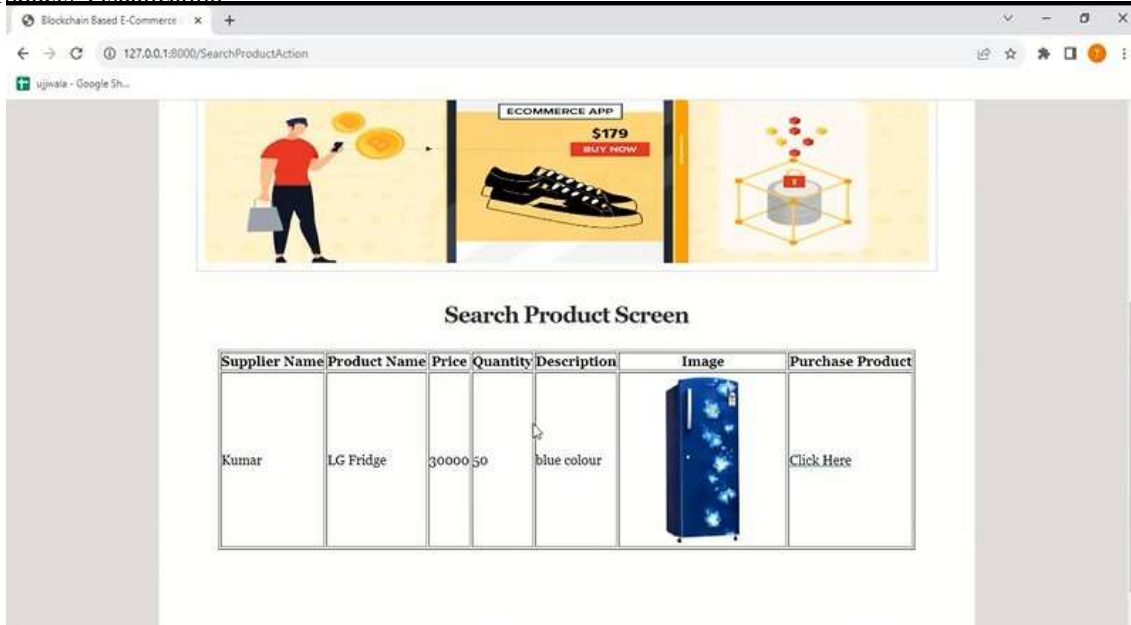 Blockchain Based E-Commerce
127.0.0.1:8000/SearchProductAction
ujjwala - Google Sh...
ECOMMERCE APP
$179
BUY NOW
Search Product Screen
Supplier Name Product Name Price Quantity Description Image Purchase Product
Kumar LG Fridge 30000 50 blue colour Click Here